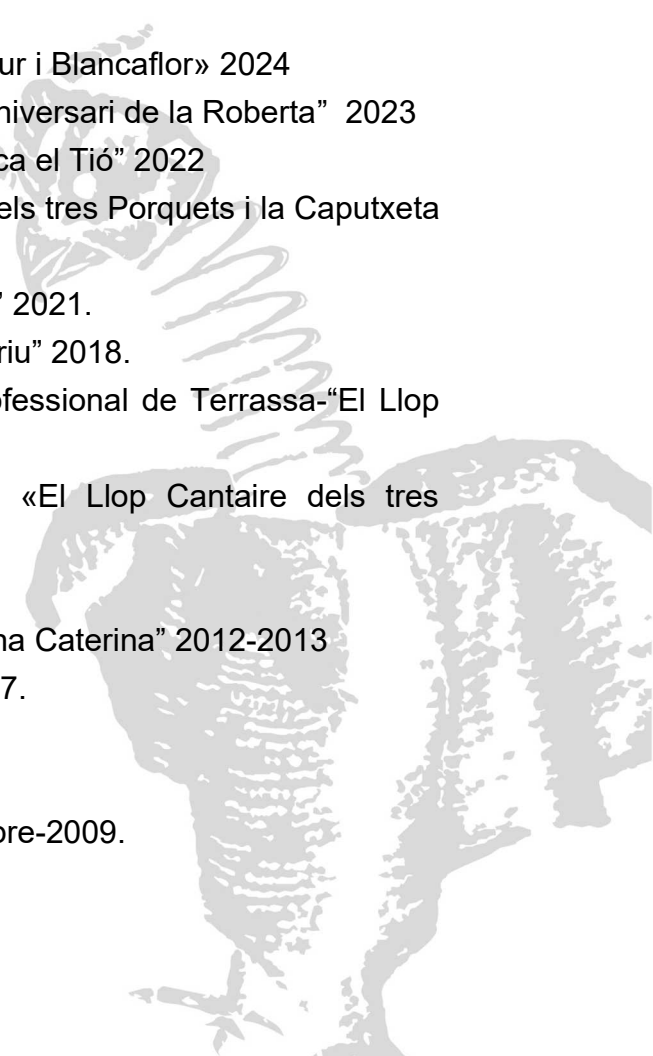 ur i Blancaflor» 2024
niversari de la Roberta” 2023
ca el Tió” 2022
els tres Porquets i la Caputxeta
” 2021.
riu” 2018.
ofessional de Terrassa-“El Llop
«El Llop Cantaire dels tres
na Caterina” 2012-2013
7.
bre-2009.